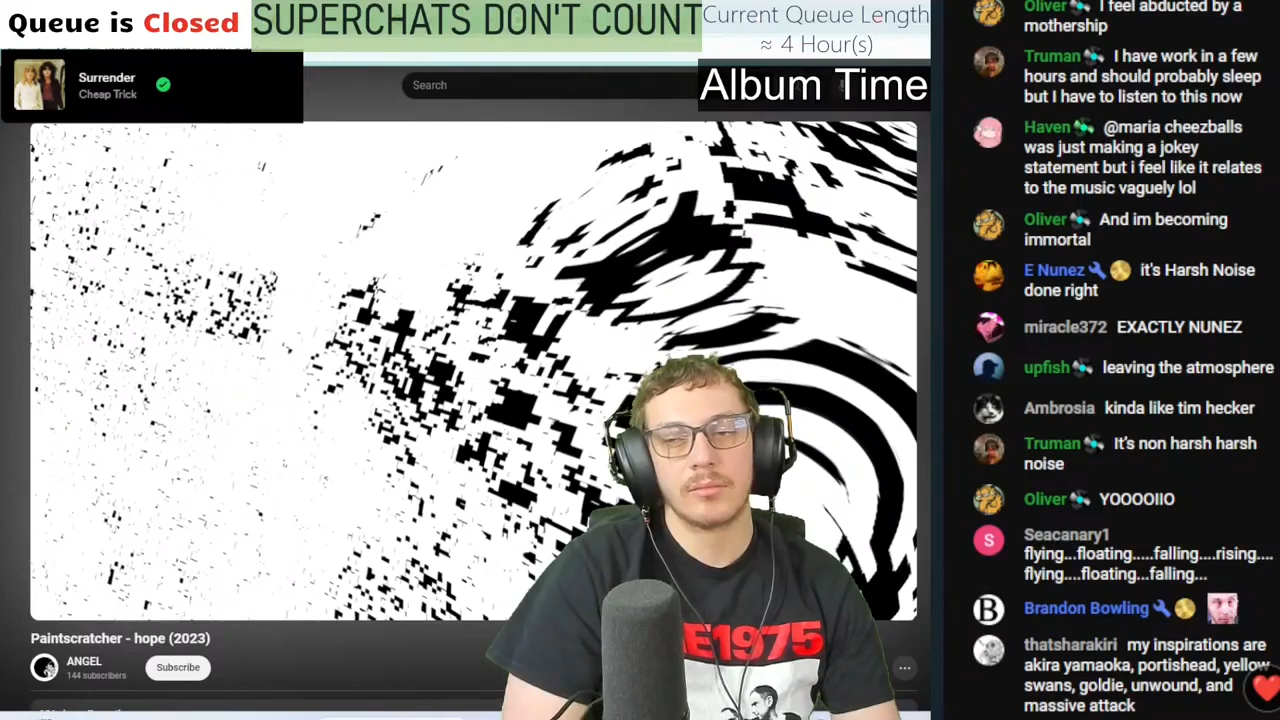 Queue is Closed
SUPERCHATS DON'T COUNT
Current Queue Length
≈ 4 Hour(s)
Album Time
Surrender
Cheap Trick
Search
Paintscratcher - hope (2023)
ANGEL
144 subscribers
Subscribe
E1975
Oliver I feel abducted by a
mothership
Truman I have work in a few
hours and should probably sleep
but I have to listen to this now
Haven @maria cheezballs
was just making a jokey
statement but i feel like it relates
to the music vaguely lol
Oliver And im becoming
immortal
E Nunez it's Harsh Noise
done right
miracle372 EXACTLY NUNEZ
upfish leaving the atmosphere
Ambrosia kinda like tim hecker
Truman It's non harsh harsh
noise
Oliver YOOOOIIO
S
Seacanary1
flying...floating.....falling....rising....
flying....floating...falling...
B
Brandon Bowling
thatsharakiri my inspirations are
akira yamaoka, portishead, yellow
swans, goldie, unwound, and
massive attack